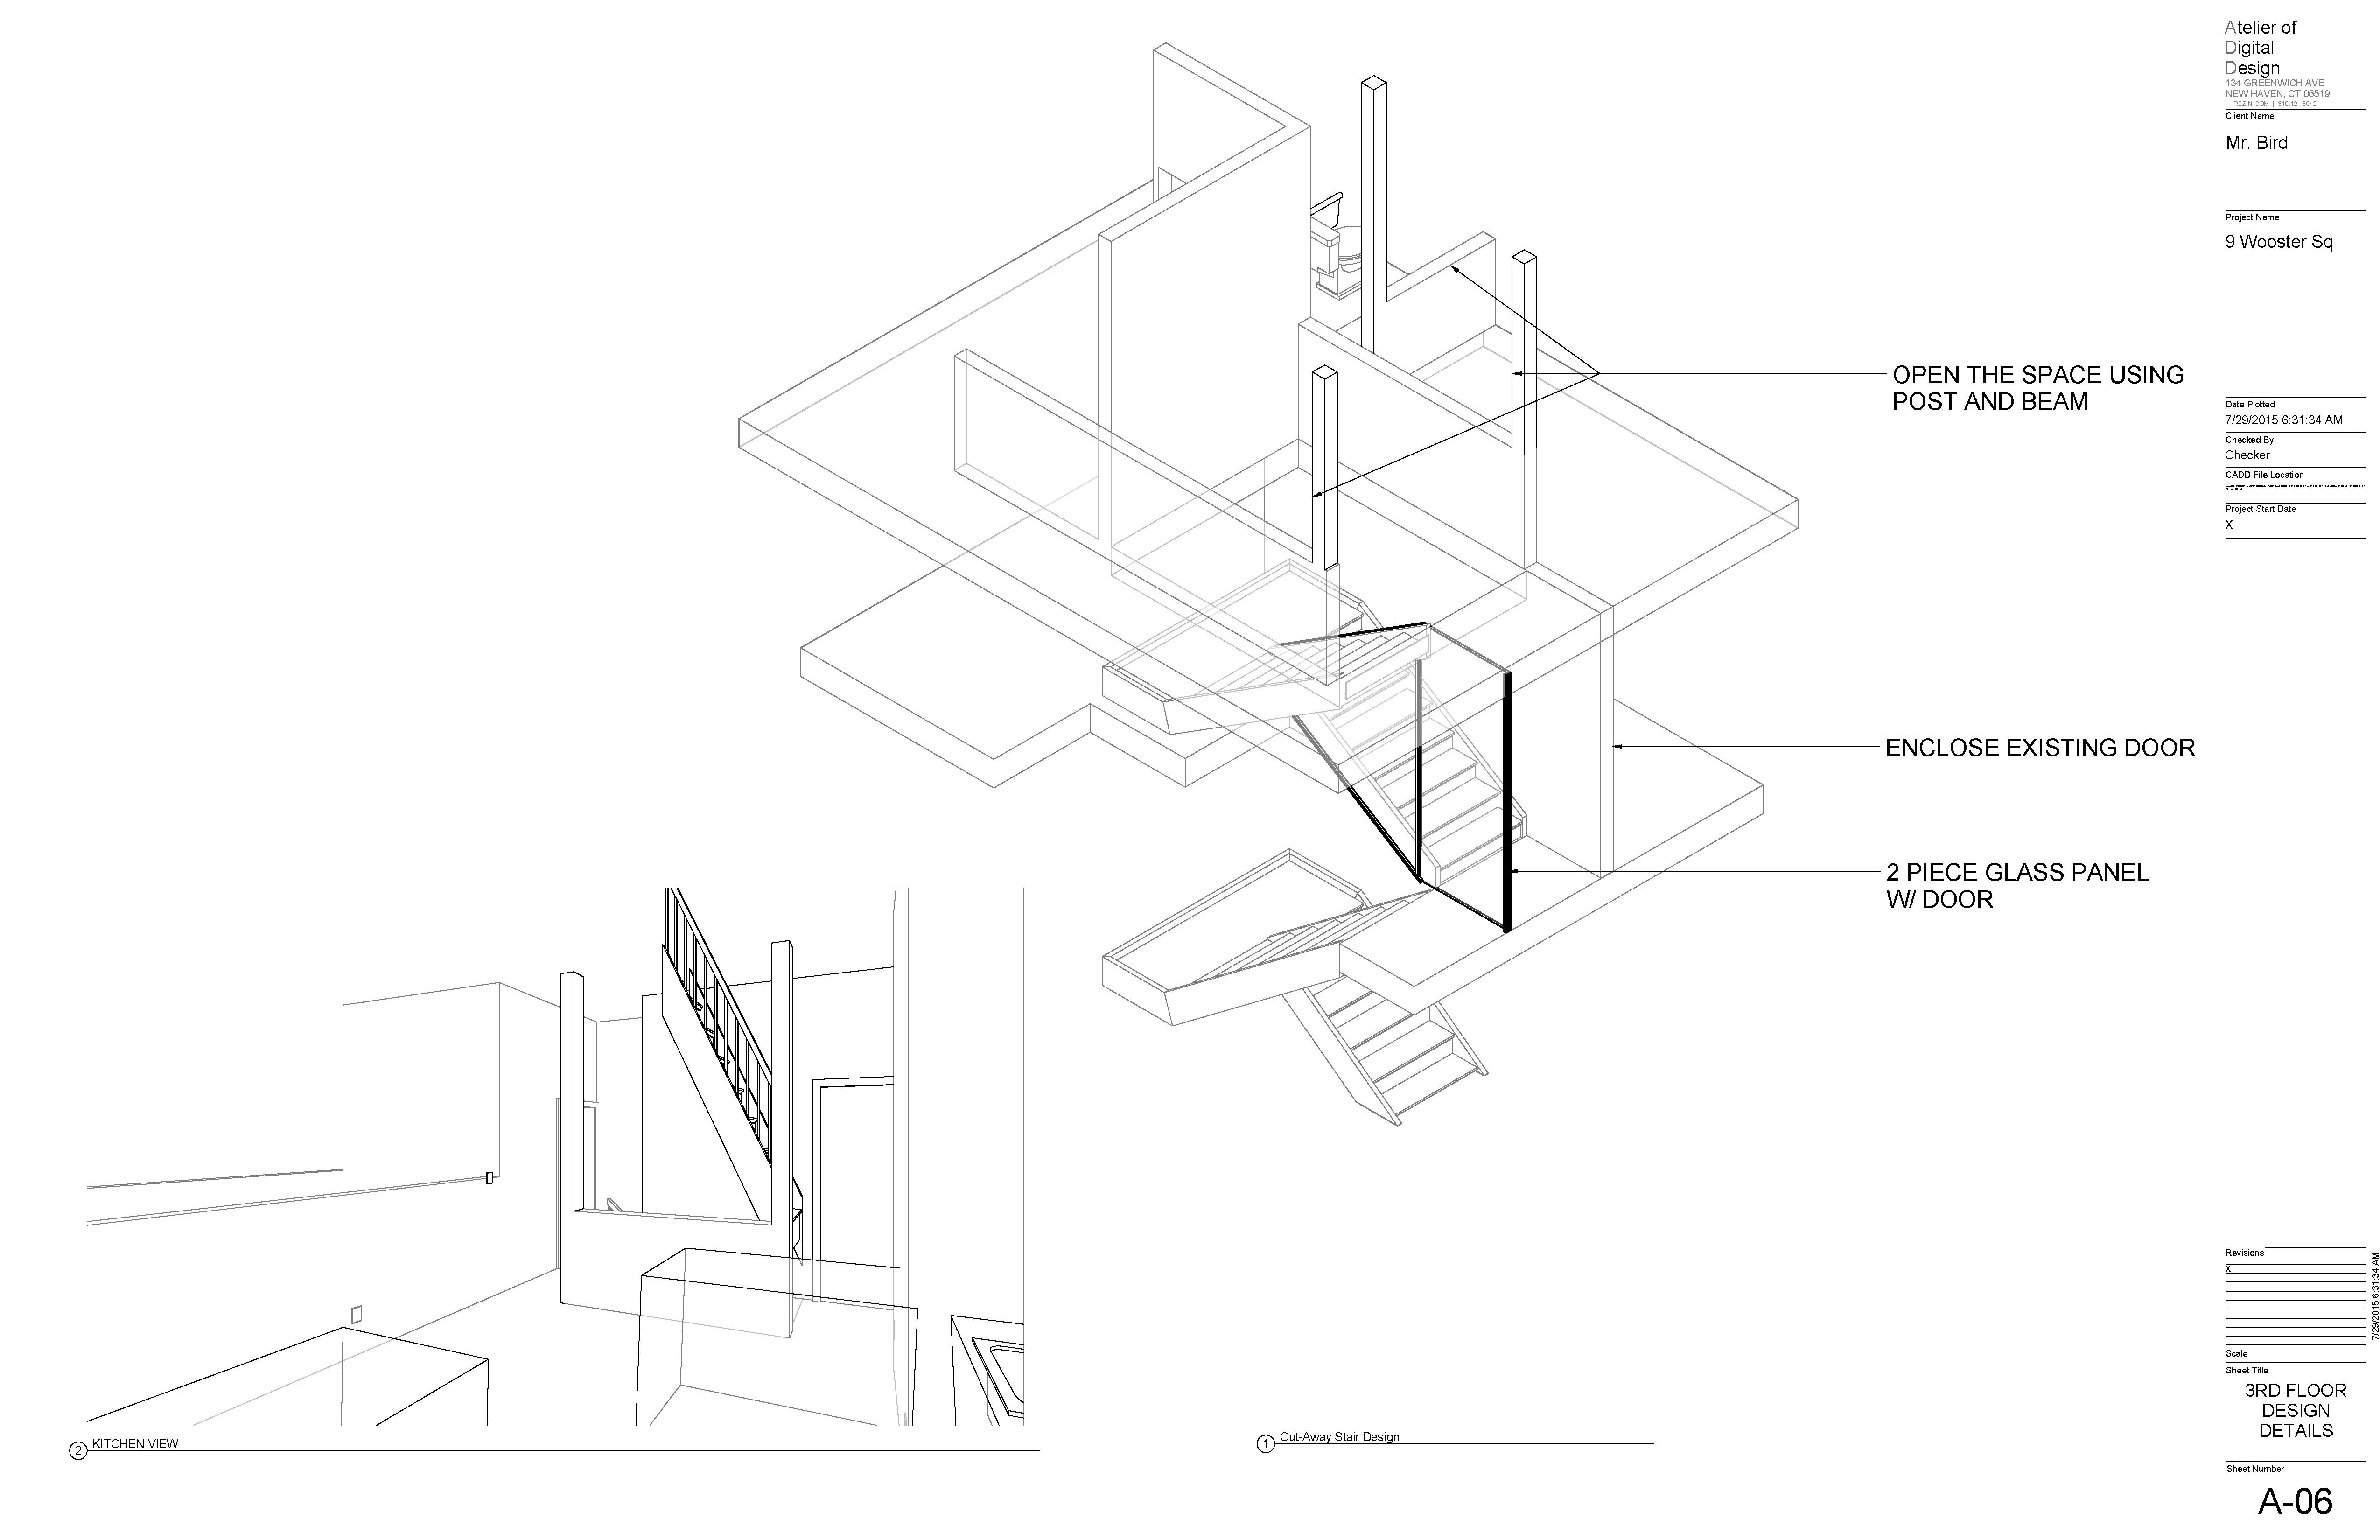 Atelier of
Digital
Design
134 GREENWICH AVE
NEW HAVEN, CT 06519
RDZIN.COM | 310.421.8042
Client Name
Mr. Bird
Project Name
9 Wooster Sq
OPEN THE SPACE USING
POST AND BEAM
Date Plotted
7/29/2015 6:31:34 AM
Checked By
Checker
CADD File Location
Project Start Date
X
ENCLOSE EXISTING DOOR
2 PIECE GLASS PANEL
W/ DOOR
Revisions
X
7/29/2015 6:31:34 AM
Scale
Sheet Title
3RD FLOOR
DESIGN
DETAILS
2 KITCHEN VIEW
1 Cut-Away Stair Design
Sheet Number
A-06